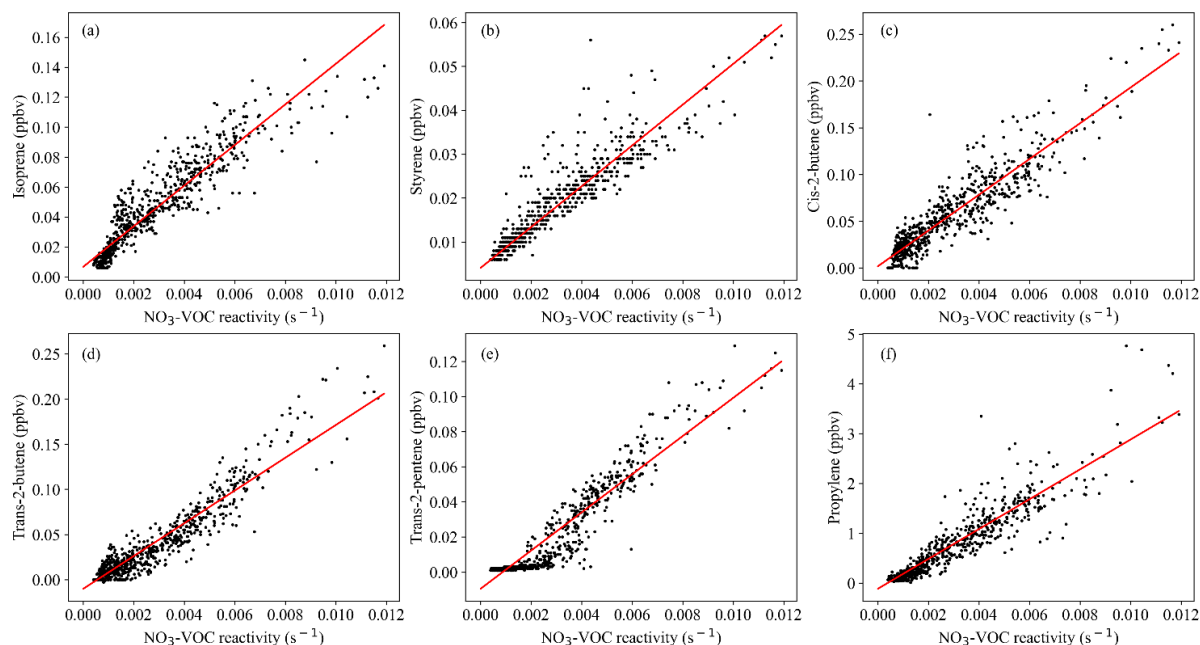 (a)
Isoprene (ppbv)
0.16
0.14
0.12
0.10
0.08
0.06
0.04
0.02
0.00
0.000 0.002 0.004 0.006 0.008 0.010 0.012
NO₃-VOC reactivity (s⁻¹)
(b)
Styrene (ppbv)
0.06
0.05
0.04
0.03
0.02
0.01
0.000 0.002 0.004 0.006 0.008 0.010 0.012
NO₃-VOC reactivity (s⁻¹)
(c)
Cis-2-butene (ppbv)
0.25
0.20
0.15
0.10
0.05
0.00
0.000 0.002 0.004 0.006 0.008 0.010 0.012
NO₃-VOC reactivity (s⁻¹)
(d)
Trans-2-butene (ppbv)
0.25
0.20
0.15
0.10
0.05
0.00
0.000 0.002 0.004 0.006 0.008 0.010 0.012
NO₃-VOC reactivity (s⁻¹)
(e)
Trans-2-pentene (ppbv)
0.12
0.10
0.08
0.06
0.04
0.02
0.00
0.000 0.002 0.004 0.006 0.008 0.010 0.012
NO₃-VOC reactivity (s⁻¹)
(f)
Propylene (ppbv)
5
4
3
2
1
0
0.000 0.002 0.004 0.006 0.008 0.010 0.012
NO₃-VOC reactivity (s⁻¹)